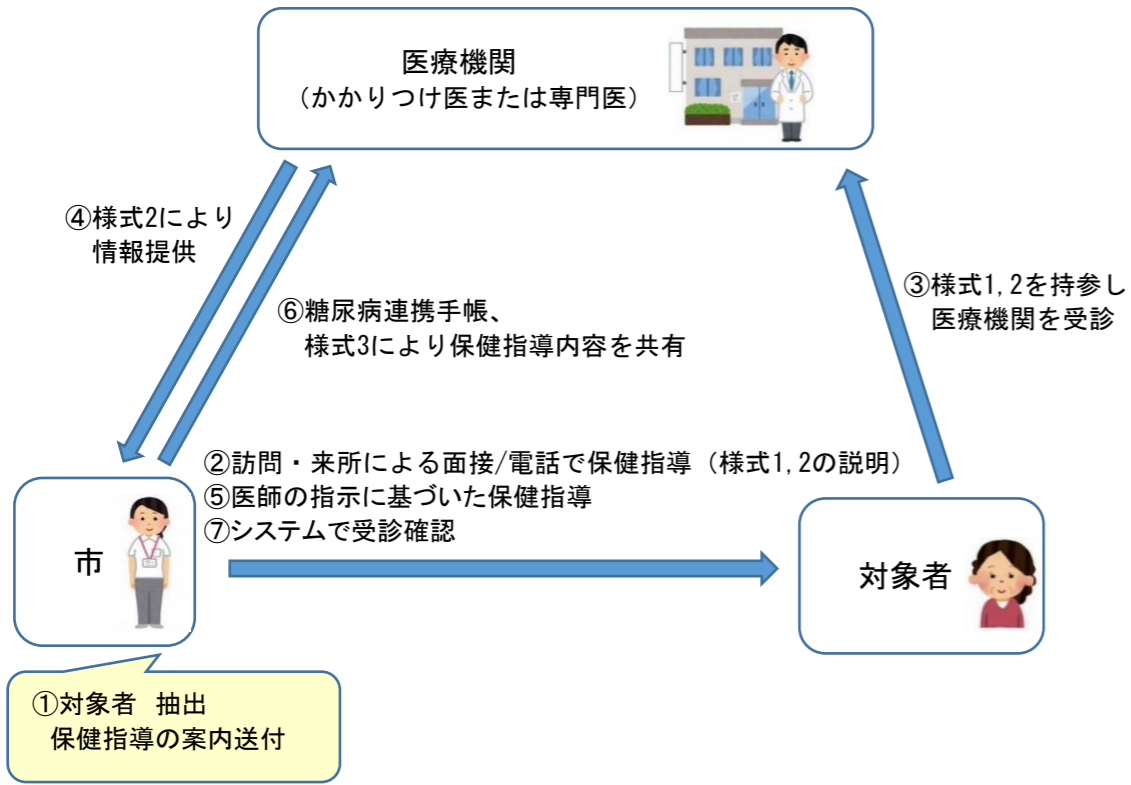 医療機関
（かかりつけ医または専門医）
④様式2により
情報提供
⑥糖尿病連携手帳、
様式3により保健指導内容を共有
③様式1,2を持参し
医療機関を受診
②訪問・来所による面接/電話で保健指導（様式1,2の説明）
⑤医師の指示に基づいた保健指導
⑦システムで受診確認
市
対象者
①対象者　抽出
保健指導の案内送付